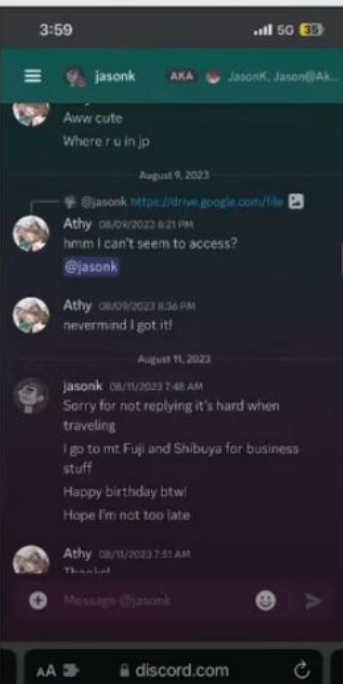 3:59
5G 35
jasonk AKA JasonK, Jason@Ak...
Aww cute
Where r u in jp
August 9, 2023
@jasonk https://drive.google.com/file
Athy 08/09/2023 8:21 PM
hmm I can't seem to access?
@jasonk
Athy 08/09/2023 8:36 PM
nevermind I got it!
August 11, 2023
jasonk 08/11/2023 7:48 AM
Sorry for not replying it's hard when
traveling
I go to mt Fuji and Shibuya for business
stuff
Happy birthday btw!
Hope I'm not too late
Athy 08/11/2023 7:51 AM
Thanks!
Message @jasonk
AA discord.com